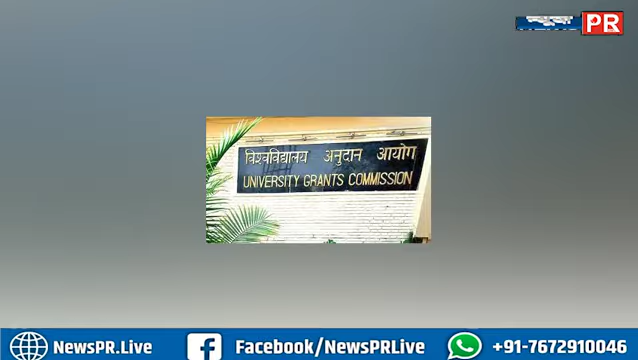 न्यूज़
PR
विश्वविद्यालय अनुदान आयोग
UNIVERSITY GRANTS COMMISSION
NewsPR.Live
Facebook/NewsPRLive
+91-7672910046